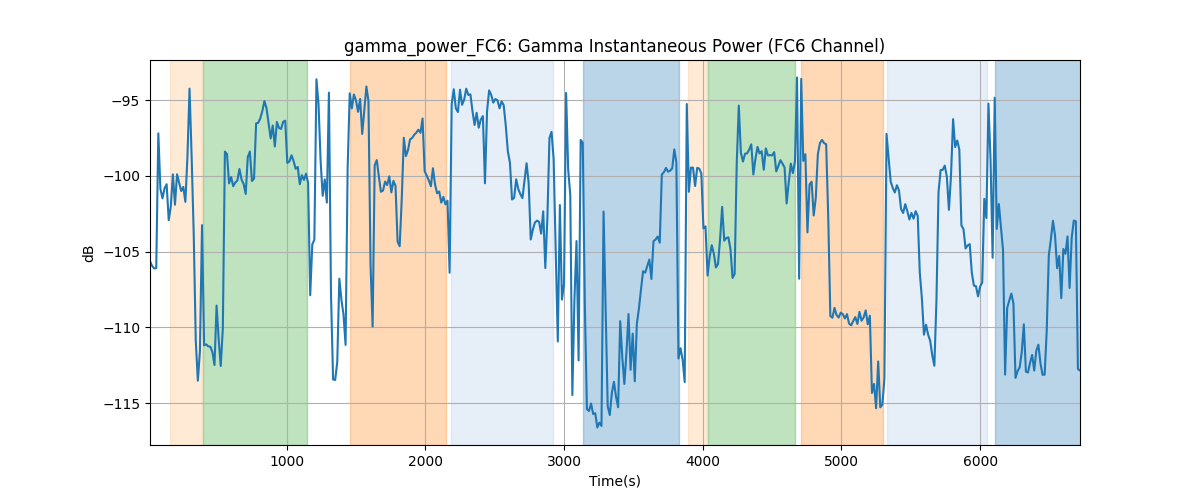 gamma_power_FC6: Gamma Instantaneous Power (FC6 Channel)
dB
−95
−100
−105
−110
−115
1000 2000 3000 4000 5000 6000
Time(s)